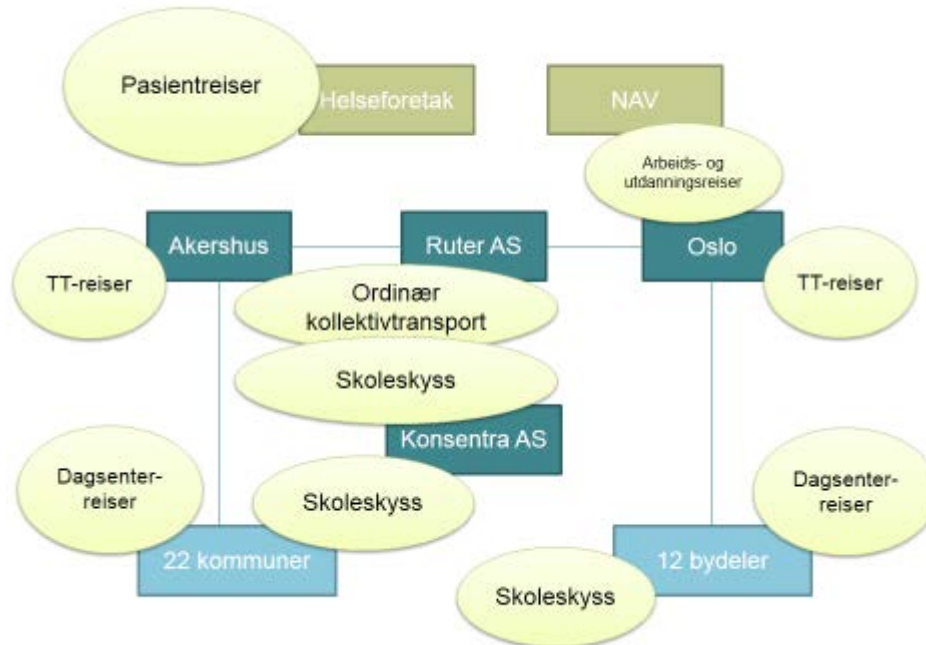 Pasientreiser
Helseforetak
NAV
Arbeids- og
utdanningsreiser
Akershus
Ruter AS
Oslo
TT-reiser
Ordinær
kollektivtransport
TT-reiser
Skoleskyss
Konsentra AS
Dagsenter-
reiser
Skoleskyss
Dagsenter-
reiser
22 kommuner
12 bydeler
Skoleskyss